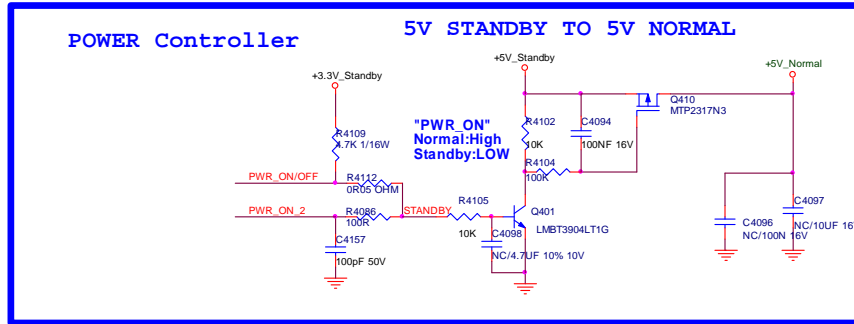 POWER Controller
5V STANDBY TO 5V NORMAL
+3.3V_Standby
+5V_Standby
+5V_Normal
Q410
MTP2317N3
R4109
4.7K 1/16W
"PWR_ON"
Normal:High
Standby:LOW
R4102
10K
C4094
100NF 16V
R4104
100K
PWR_ON/OFF
R4112
0R05 OHM
PWR_ON_2
R4086
100R
STANDBY
R4105
10K
Q401
LMBT3904LT1G
C4098
NC/4.7UF 10% 10V
C4157
100pF 50V
C4096
NC/100N 16V
C4097
NC/10UF 16V